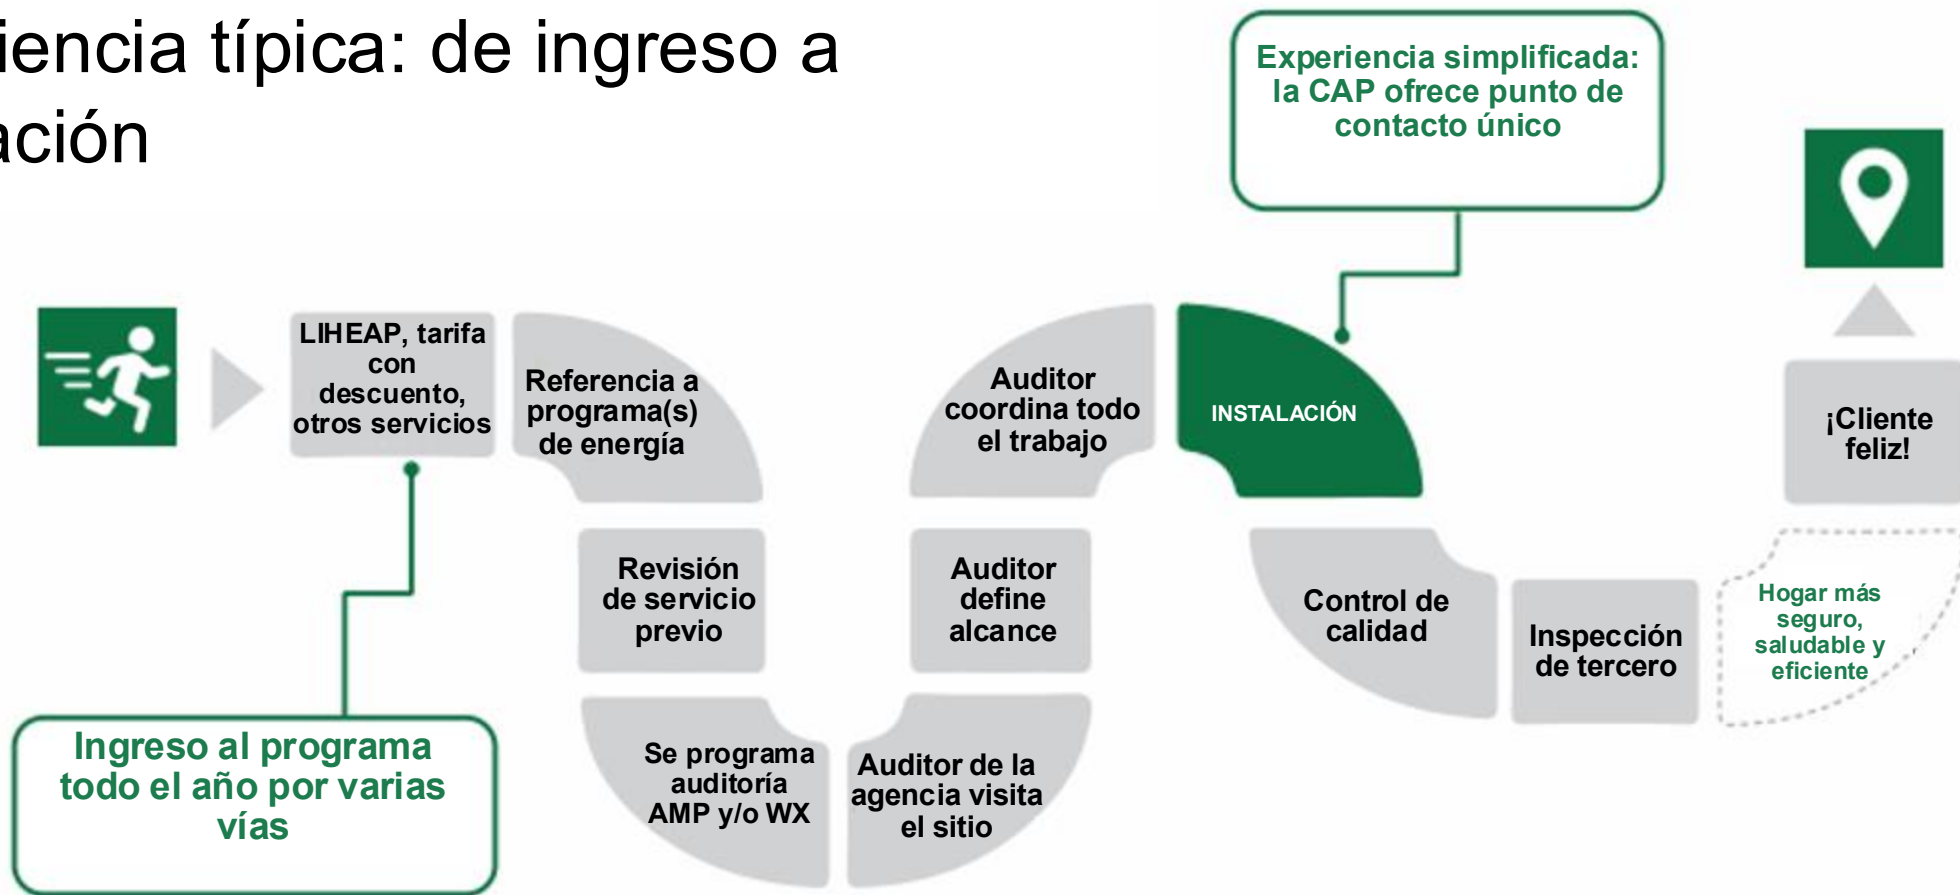 iencia típica: de ingreso a
ación
Experiencia simplificada:
la CAP ofrece punto de
contacto único
LIHEAP, tarifa
con
descuento,
otros servicios
Referencia a
programa(s)
de energía
Revisión
de servicio
previo
Se programa
auditoría
AMP y/o WX
Auditor de la
agencia visita
el sitio
Auditor
define
alcance
Auditor
coordina todo
el trabajo
INSTALACIÓN
Control de
calidad
Inspección
de tercero
Hogar más
seguro,
saludable y
eficiente
¡Cliente
feliz!
Ingreso al programa
todo el año por varias
vías